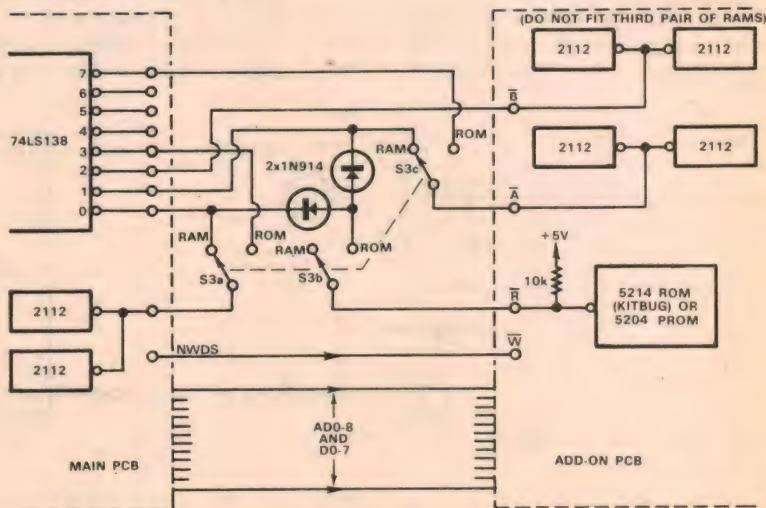 (DO NOT FIT THIRD PAIR OF RAMS)
2112
2112
7
6
5
4
3
2
1
0
74LS138
B
ROM
RAM
S3c
2x1N914
2112
2112
A
RAM
ROM
RAM
ROM
S3a
S3b
+5V
10k
R
5214 ROM
(KITBUG) OR
5204 PROM
2112
2112
NWDS
W
AD0-8
AND
D0-7
MAIN PCB
ADD-ON PCB